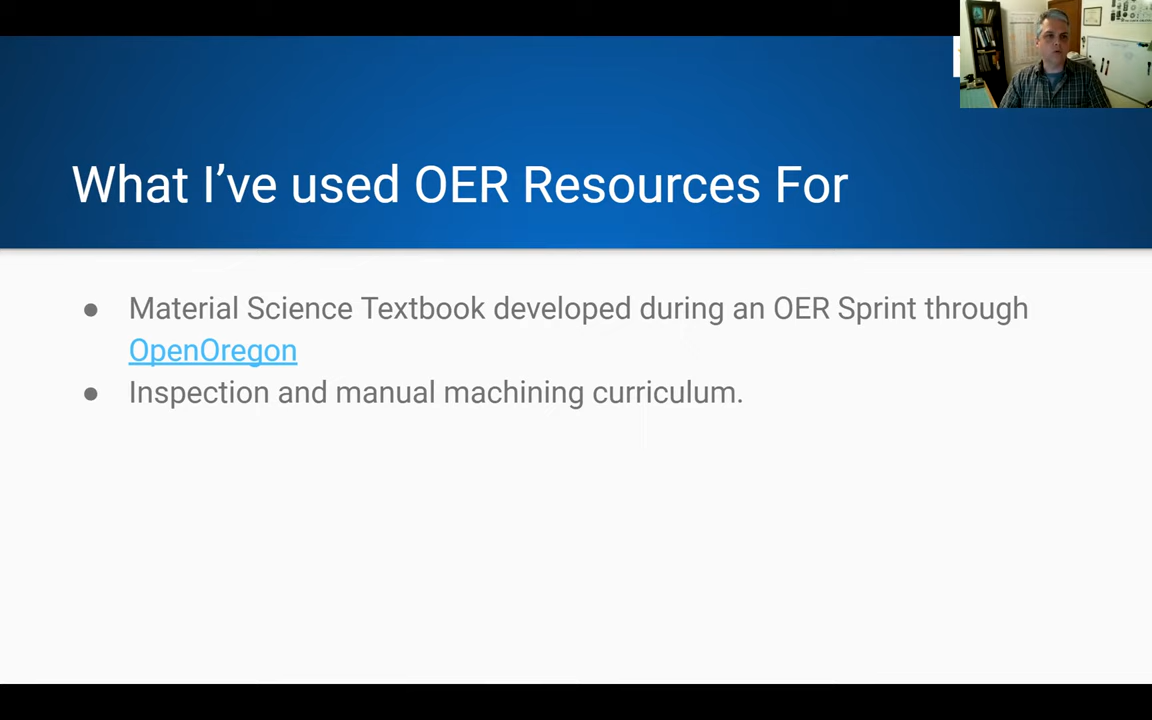 What I’ve used OER Resources For
● Material Science Textbook developed during an OER Sprint through
OpenOregon
● Inspection and manual machining curriculum.